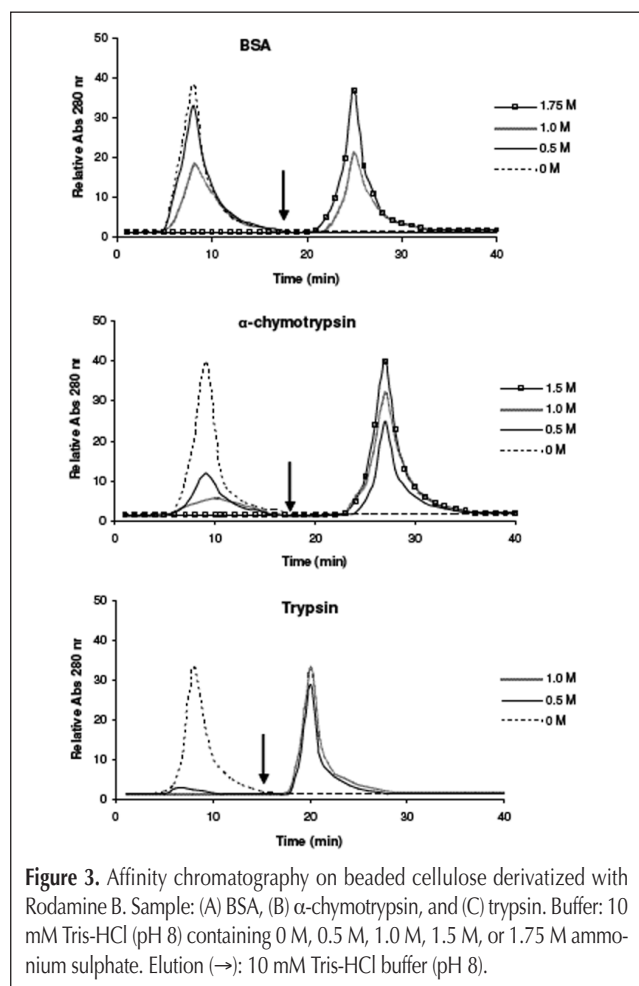 BSA
50
40
30
20
10
0
Relative Abs 280 nr
0 10 20 30 40
Time (min)
1.75 M
1.0 M
0.5 M
0 M
α-chymotrypsin
50
40
30
20
10
0
Relative Abs 280 nr
0 10 20 30 40
Time (min)
1.5 M
1.0 M
0.5 M
0 M
Trypsin
50
40
30
20
10
0
Relative Abs 280 nr
0 10 20 30 40
Time (min)
1.0 M
0.5 M
0 M
Figure 3. Affinity chromatography on beaded cellulose derivatized with
Rodamine B. Sample: (A) BSA, (B) α-chymotrypsin, and (C) trypsin. Buffer: 10
mM Tris-HCl (pH 8) containing 0 M, 0.5 M, 1.0 M, 1.5 M, or 1.75 M ammo-
nium sulphate. Elution (→): 10 mM Tris-HCl buffer (pH 8).